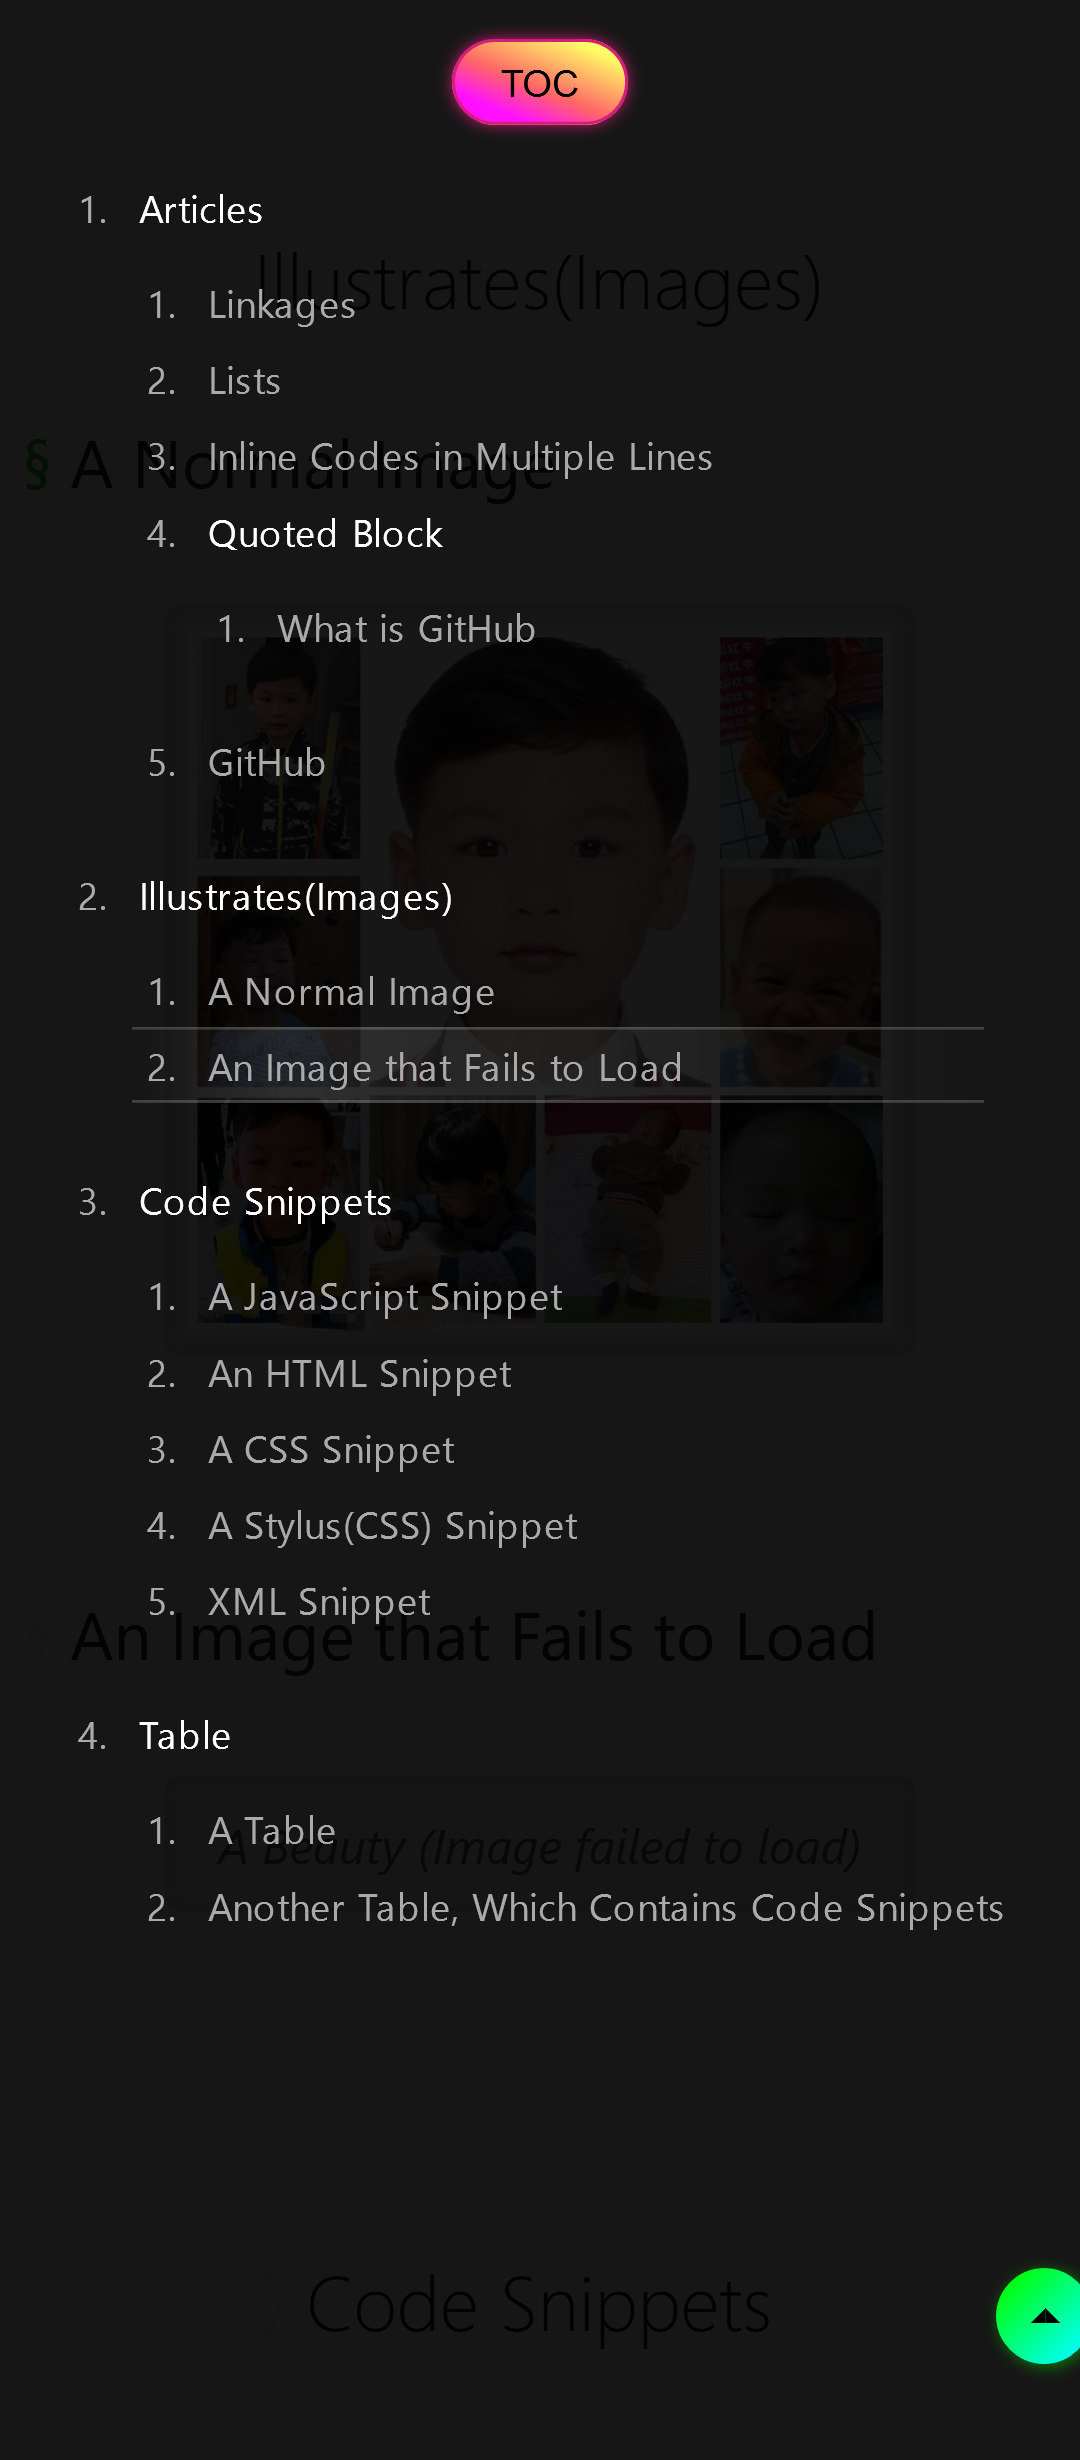 TOC
1. Articles
Illustrates(Images)
1. Linkages
2. Lists
3. Inline Codes in Multiple Lines
§ A Normal Image
4. Quoted Block
1. What is GitHub
5. GitHub
2. Illustrates(Images)
1. A Normal Image
2. An Image that Fails to Load
3. Code Snippets
1. A JavaScript Snippet
2. An HTML Snippet
3. A CSS Snippet
4. A Stylus(CSS) Snippet
5. XML Snippet
§ An Image that Fails to Load
4. Table
1. A Table
A Beauty (Image failed to load)
2. Another Table, Which Contains Code Snippets
Code Snippets